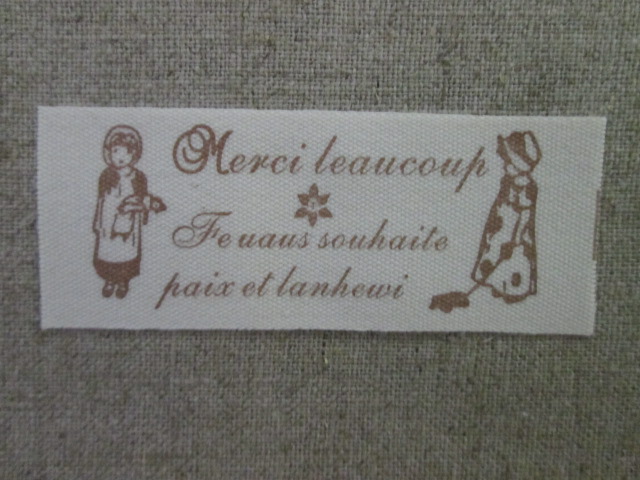 Merci leaucoup
Fe uaus souhaite
paix et lanhewi